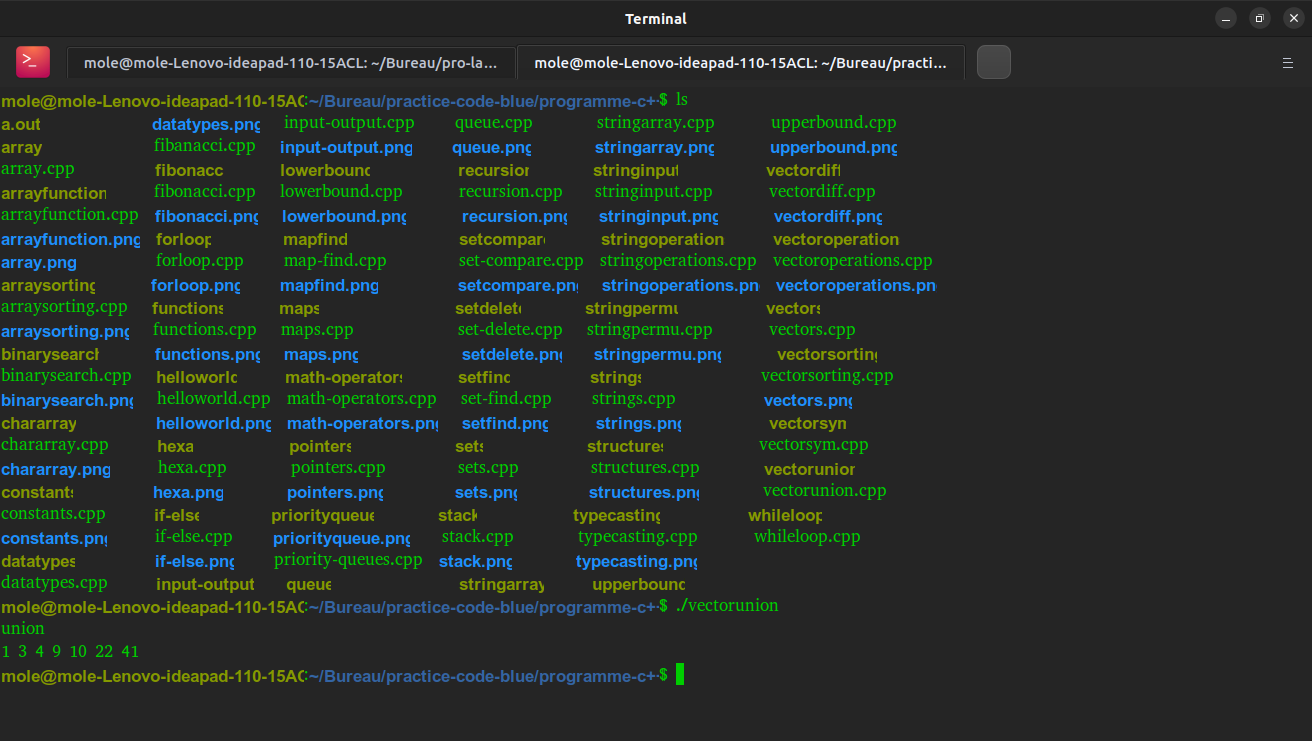 Terminal
mole@mole-Lenovo-ideapad-110-15ACL: ~/Bureau/pro-la... mole@mole-Lenovo-ideapad-110-15ACL: ~/Bureau/practi...
mole@mole-Lenovo-ideapad-110-15AC:~/Bureau/practice-code-blue/programme-c+$ ls
a.out datatypes.png input-output.cpp queue.cpp stringarray.cpp upperbound.cpp
array fibanacci.cpp input-output.png queue.png stringarray.png upperbound.png
array.cpp fibonacc lowerbound recursion stringinput vectordiff
arrayfunction fibonacci.cpp lowerbound.cpp recursion.cpp stringinput.cpp vectordiff.cpp
arrayfunction.cpp fibonacci.png lowerbound.png recursion.png stringinput.png vectordiff.png
arrayfunction.png forloop mapfind setcompare stringoperation vectoroperation
array.png forloop.cpp map-find.cpp set-compare.cpp stringoperations.cpp vectoroperations.cpp
arraysorting forloop.png mapfind.png setcompare.png stringoperations.pn vectoroperations.pn
arraysorting.cpp functions maps setdelete stringpermu vectors
arraysorting.png functions.cpp maps.cpp set-delete.cpp stringpermu.cpp vectors.cpp
binarysearch functions.png maps.png setdelete.png stringpermu.png vectorsorting
binarysearch.cpp helloworld math-operators setfind strings vectorsorting.cpp
binarysearch.png helloworld.cpp math-operators.cpp set-find.cpp strings.cpp vectors.png
chararray helloworld.png math-operators.png setfind.png strings.png vectorsyn
chararray.cpp hexa pointers sets structures vectorsym.cpp
chararray.png hexa.cpp pointers.cpp sets.cpp structures.cpp vectorunion
constants hexa.png pointers.png sets.png structures.png vectorunion.cpp
constants.cpp if-else priorityqueue stack typecasting whileloop
constants.png if-else.cpp priorityqueue.png stack.cpp typecasting.cpp whileloop.cpp
datatypes if-else.png priority-queues.cpp stack.png typecasting.png
datatypes.cpp input-output queue stringarray upperbound
mole@mole-Lenovo-ideapad-110-15AC:~/Bureau/practice-code-blue/programme-c+$ ./vectorunion
union
1 3 4 9 10 22 41
mole@mole-Lenovo-ideapad-110-15AC:~/Bureau/practice-code-blue/programme-c+$